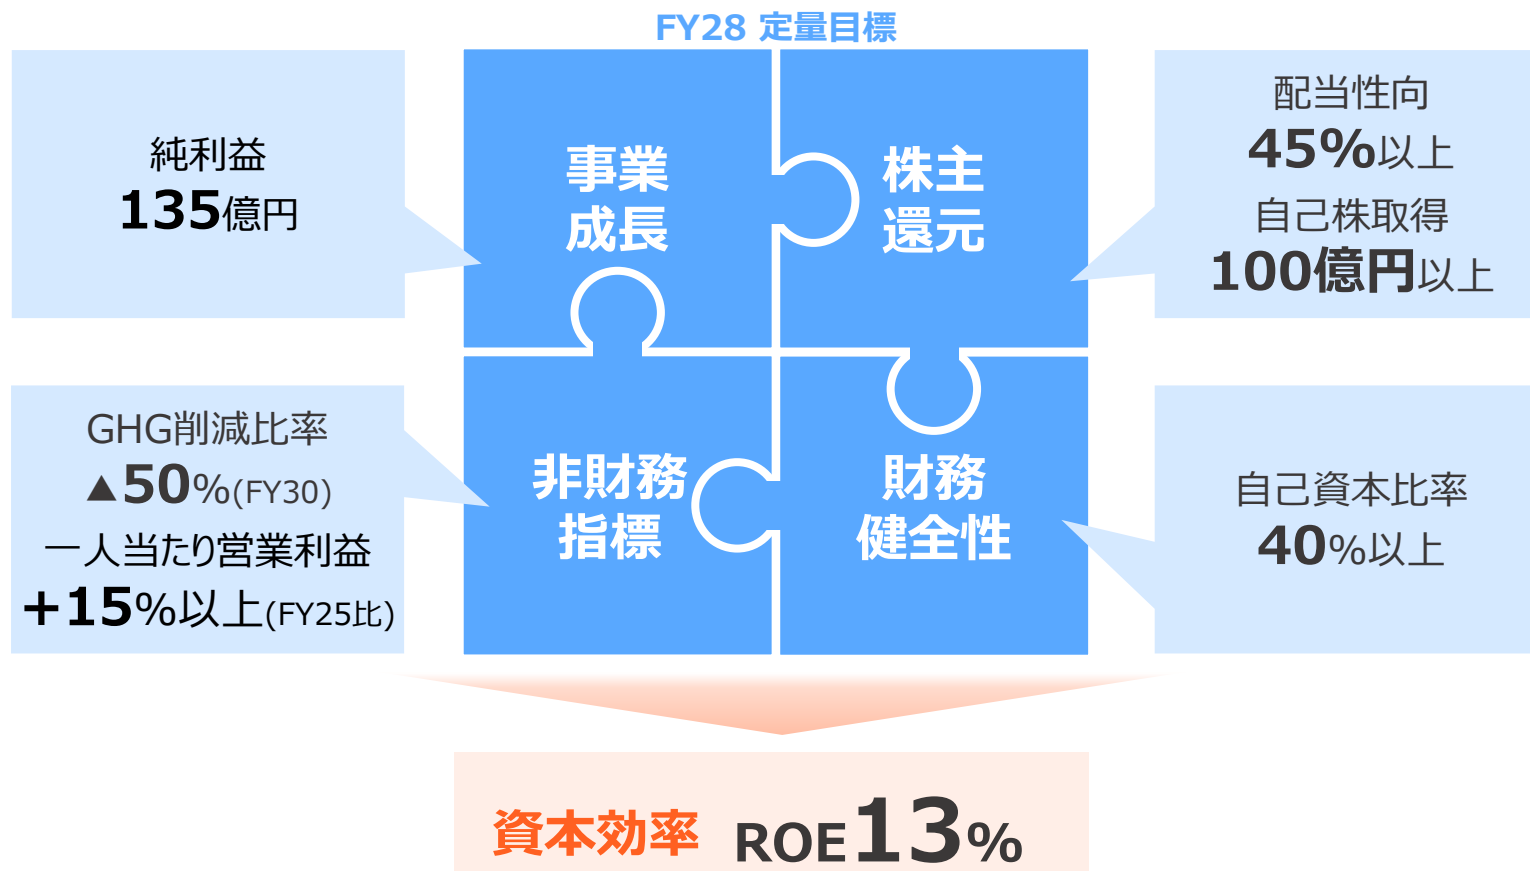 FY28 定量目標
純利益
135億円
事業
成長
株主
還元
配当性向
45%以上
自己株取得
100億円以上
GHG削減比率
▲50%(FY30)
一人当たり営業利益
+15%以上(FY25比)
非財務
指標
財務
健全性
自己資本比率
40%以上
資本効率 ROE13%